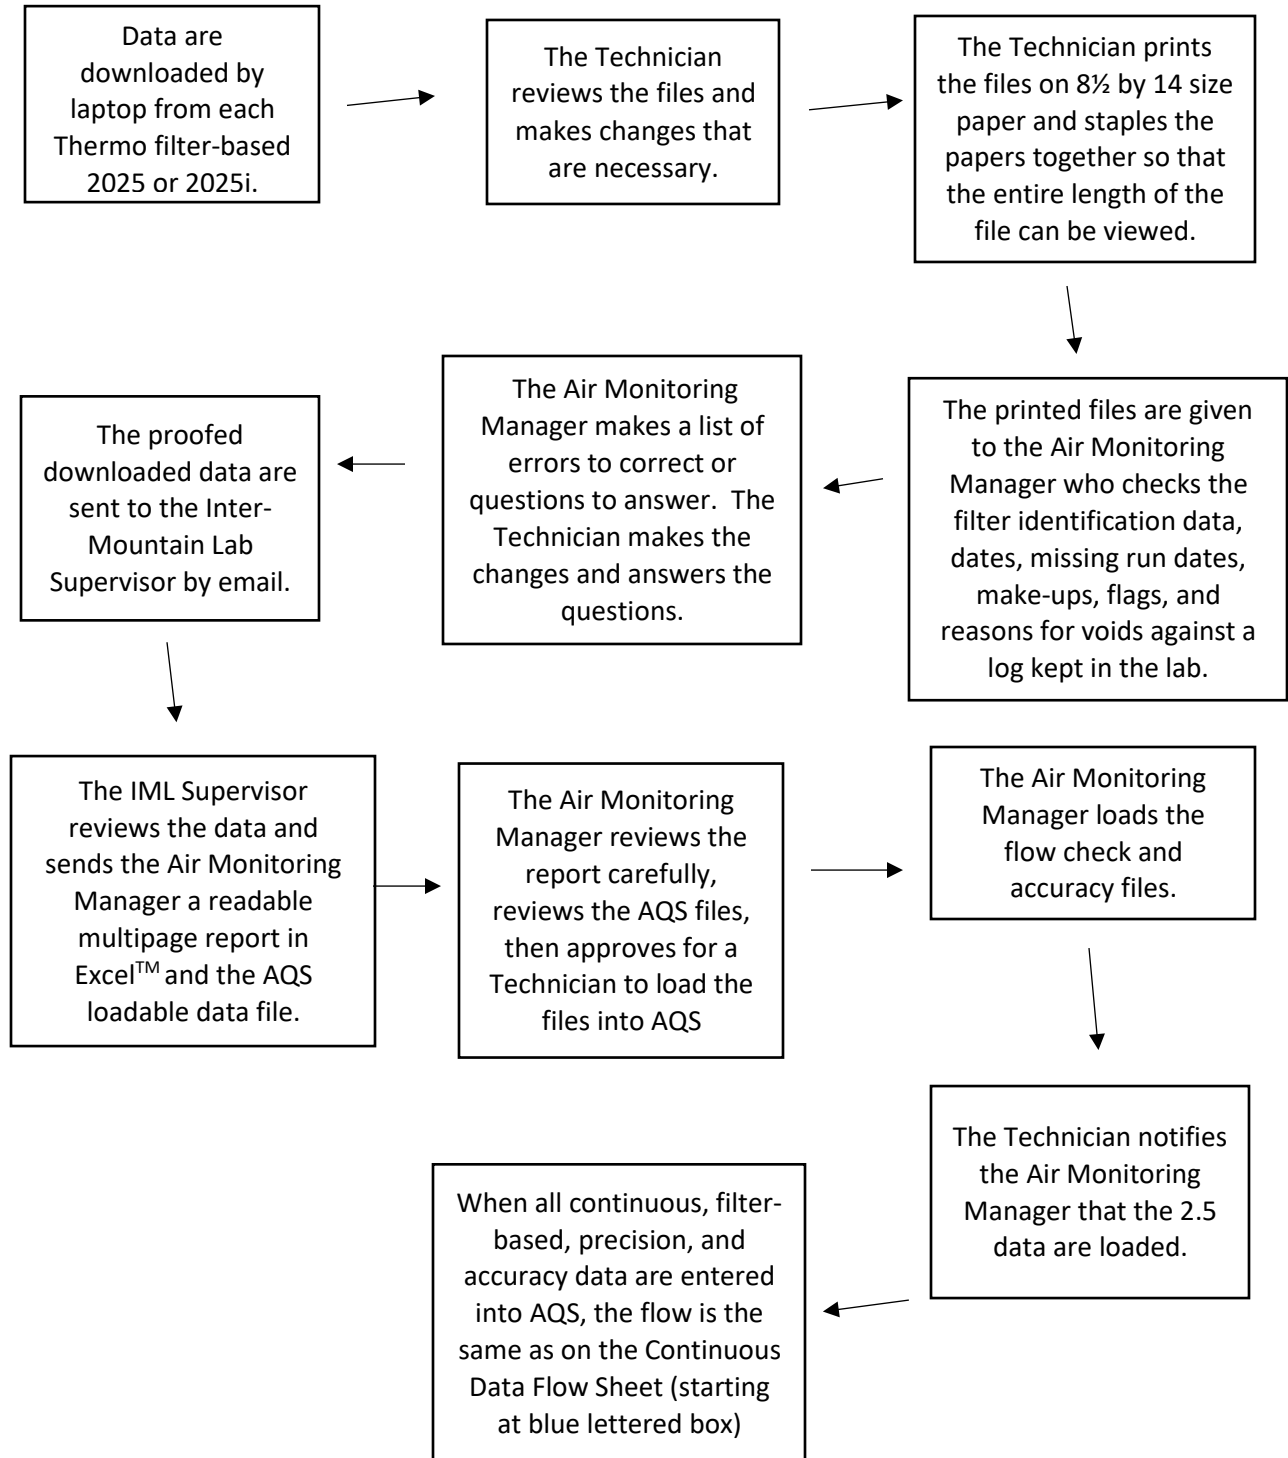 Data are
downloaded by
laptop from each
Thermo filter-based
2025 or 2025i.
The Technician
reviews the files and
makes changes that
are necessary.
The Technician prints
the files on 8½ by 14 size
paper and staples the
papers together so that
the entire length of the
file can be viewed.
The printed files are given
to the Air Monitoring
Manager who checks the
filter identification data,
dates, missing run dates,
make-ups, flags, and
reasons for voids against a
log kept in the lab.
The Air Monitoring
Manager makes a list of
errors to correct or
questions to answer.  The
Technician makes the
changes and answers the
questions.
The proofed
downloaded data are
sent to the Inter-
Mountain Lab
Supervisor by email.
The IML Supervisor
reviews the data and
sends the Air Monitoring
Manager a readable
multipage report in
Excel™ and the AQS
loadable data file.
The Air Monitoring
Manager reviews the
report carefully,
reviews the AQS files,
then approves for a
Technician to load the
files into AQS
The Air Monitoring
Manager loads the
flow check and
accuracy files.
The Technician notifies
the Air Monitoring
Manager that the 2.5
data are loaded.
When all continuous, filter-
based, precision, and
accuracy data are entered
into AQS, the flow is the
same as on the Continuous
Data Flow Sheet (starting
at blue lettered box)